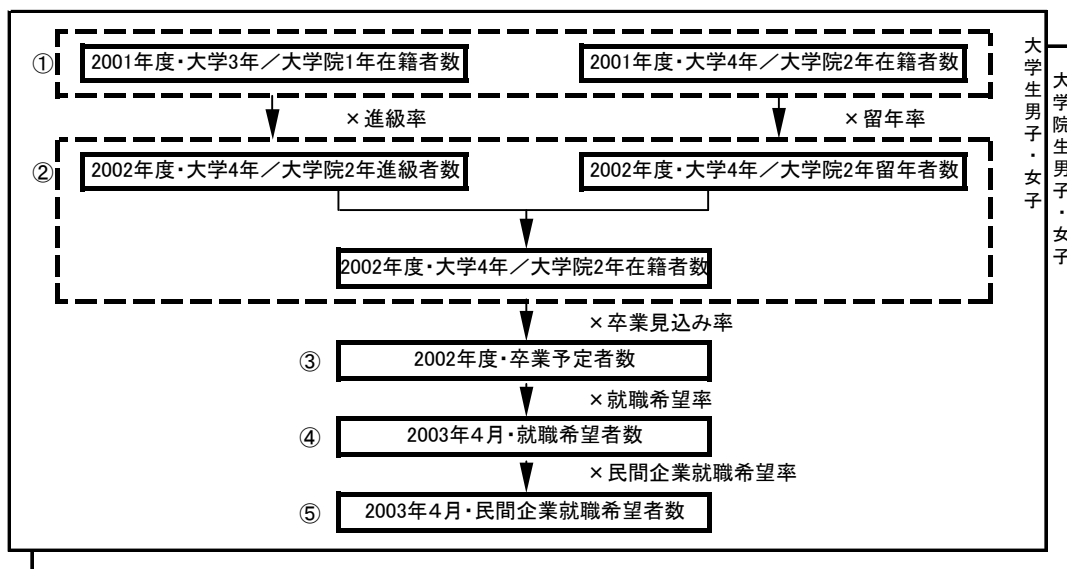 ① 2001年度・大学3年／大学院1年在籍者数 2001年度・大学4年／大学院2年在籍者数
×進級率 ×留年率
② 2002年度・大学4年／大学院2年進級者数 2002年度・大学4年／大学院2年留年者数
2002年度・大学4年／大学院2年在籍者数
×卒業見込み率
③ 2002年度・卒業予定者数
×就職希望率
④ 2003年４月・就職希望者数
×民間企業就職希望率
⑤ 2003年４月・民間企業就職希望者数
大学生男子・女子
大学院生男子・女子